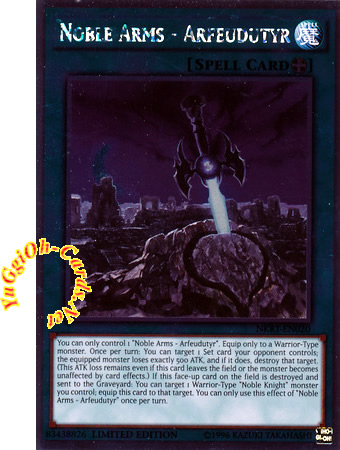 NOBLE ARMS - ARFEUDUTYR 魔
[SPELL CARD]
YuGgiOh-Cards.Net
NKRT-EN020
You can only control 1 "Noble Arms - Arfeudutyr". Equip only to a Warrior-Type
monster. Once per turn: You can target 1 Set card your opponent controls;
the equipped monster loses exactly 500 ATK, and if it does, destroy that target.
(This ATK loss remains even if this card leaves the field or the monster becomes
unaffected by card effects.) If this face-up card on the field is destroyed and
sent to the Graveyard: You can target 1 Warrior-Type "Noble Knight" monster
you control; equip this card to that target. You can only use this effect of "Noble
Arms - Arfeudutyr" once per turn.
83438826 LIMITED EDITION ©1996 KAZUKI TAKAHASHI